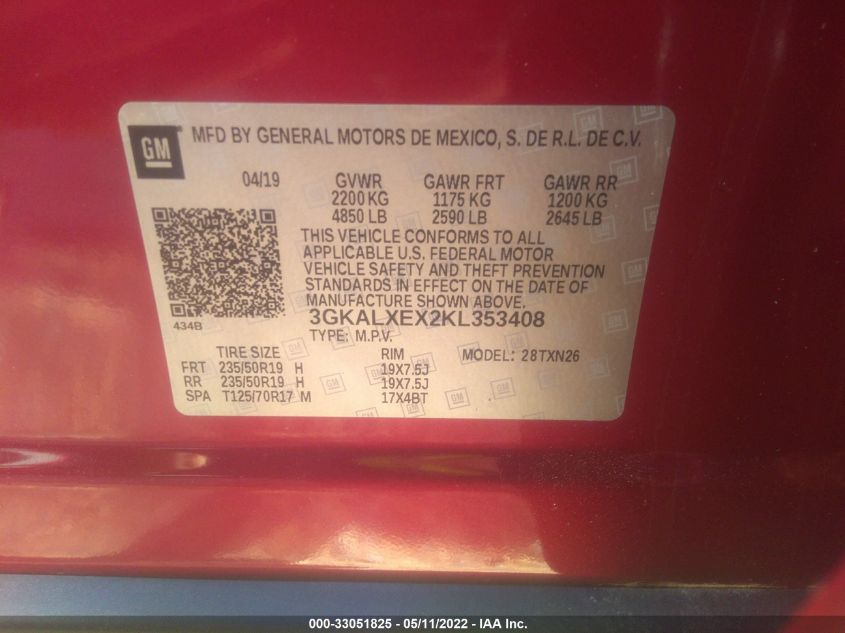 GM MFD BY GENERAL MOTORS DE MEXICO, S. DE R.L. DE C.V.
04/19 GVWR GAWR FRT GAWR RR
2200 KG 1175 KG 1200 KG
4850 LB 2590 LB 2645 LB
THIS VEHICLE CONFORMS TO ALL
APPLICABLE U.S. FEDERAL MOTOR
VEHICLE SAFETY AND THEFT PREVENTION
STANDARDS IN EFFECT ON THE DATE OF
MANUFACTURE SHOWN ABOVE.
434B 3GKALXEX2KL353408
TYPE: M.P.V.
TIRE SIZE RIM MODEL: 28TXN26
FRT 235/50R19 H 19X7.5J
RR 235/50R19 H 19X7.5J
SPA T125/70R17 M 17X4BT
000-33051825 - 05/11/2022 - IAA Inc.